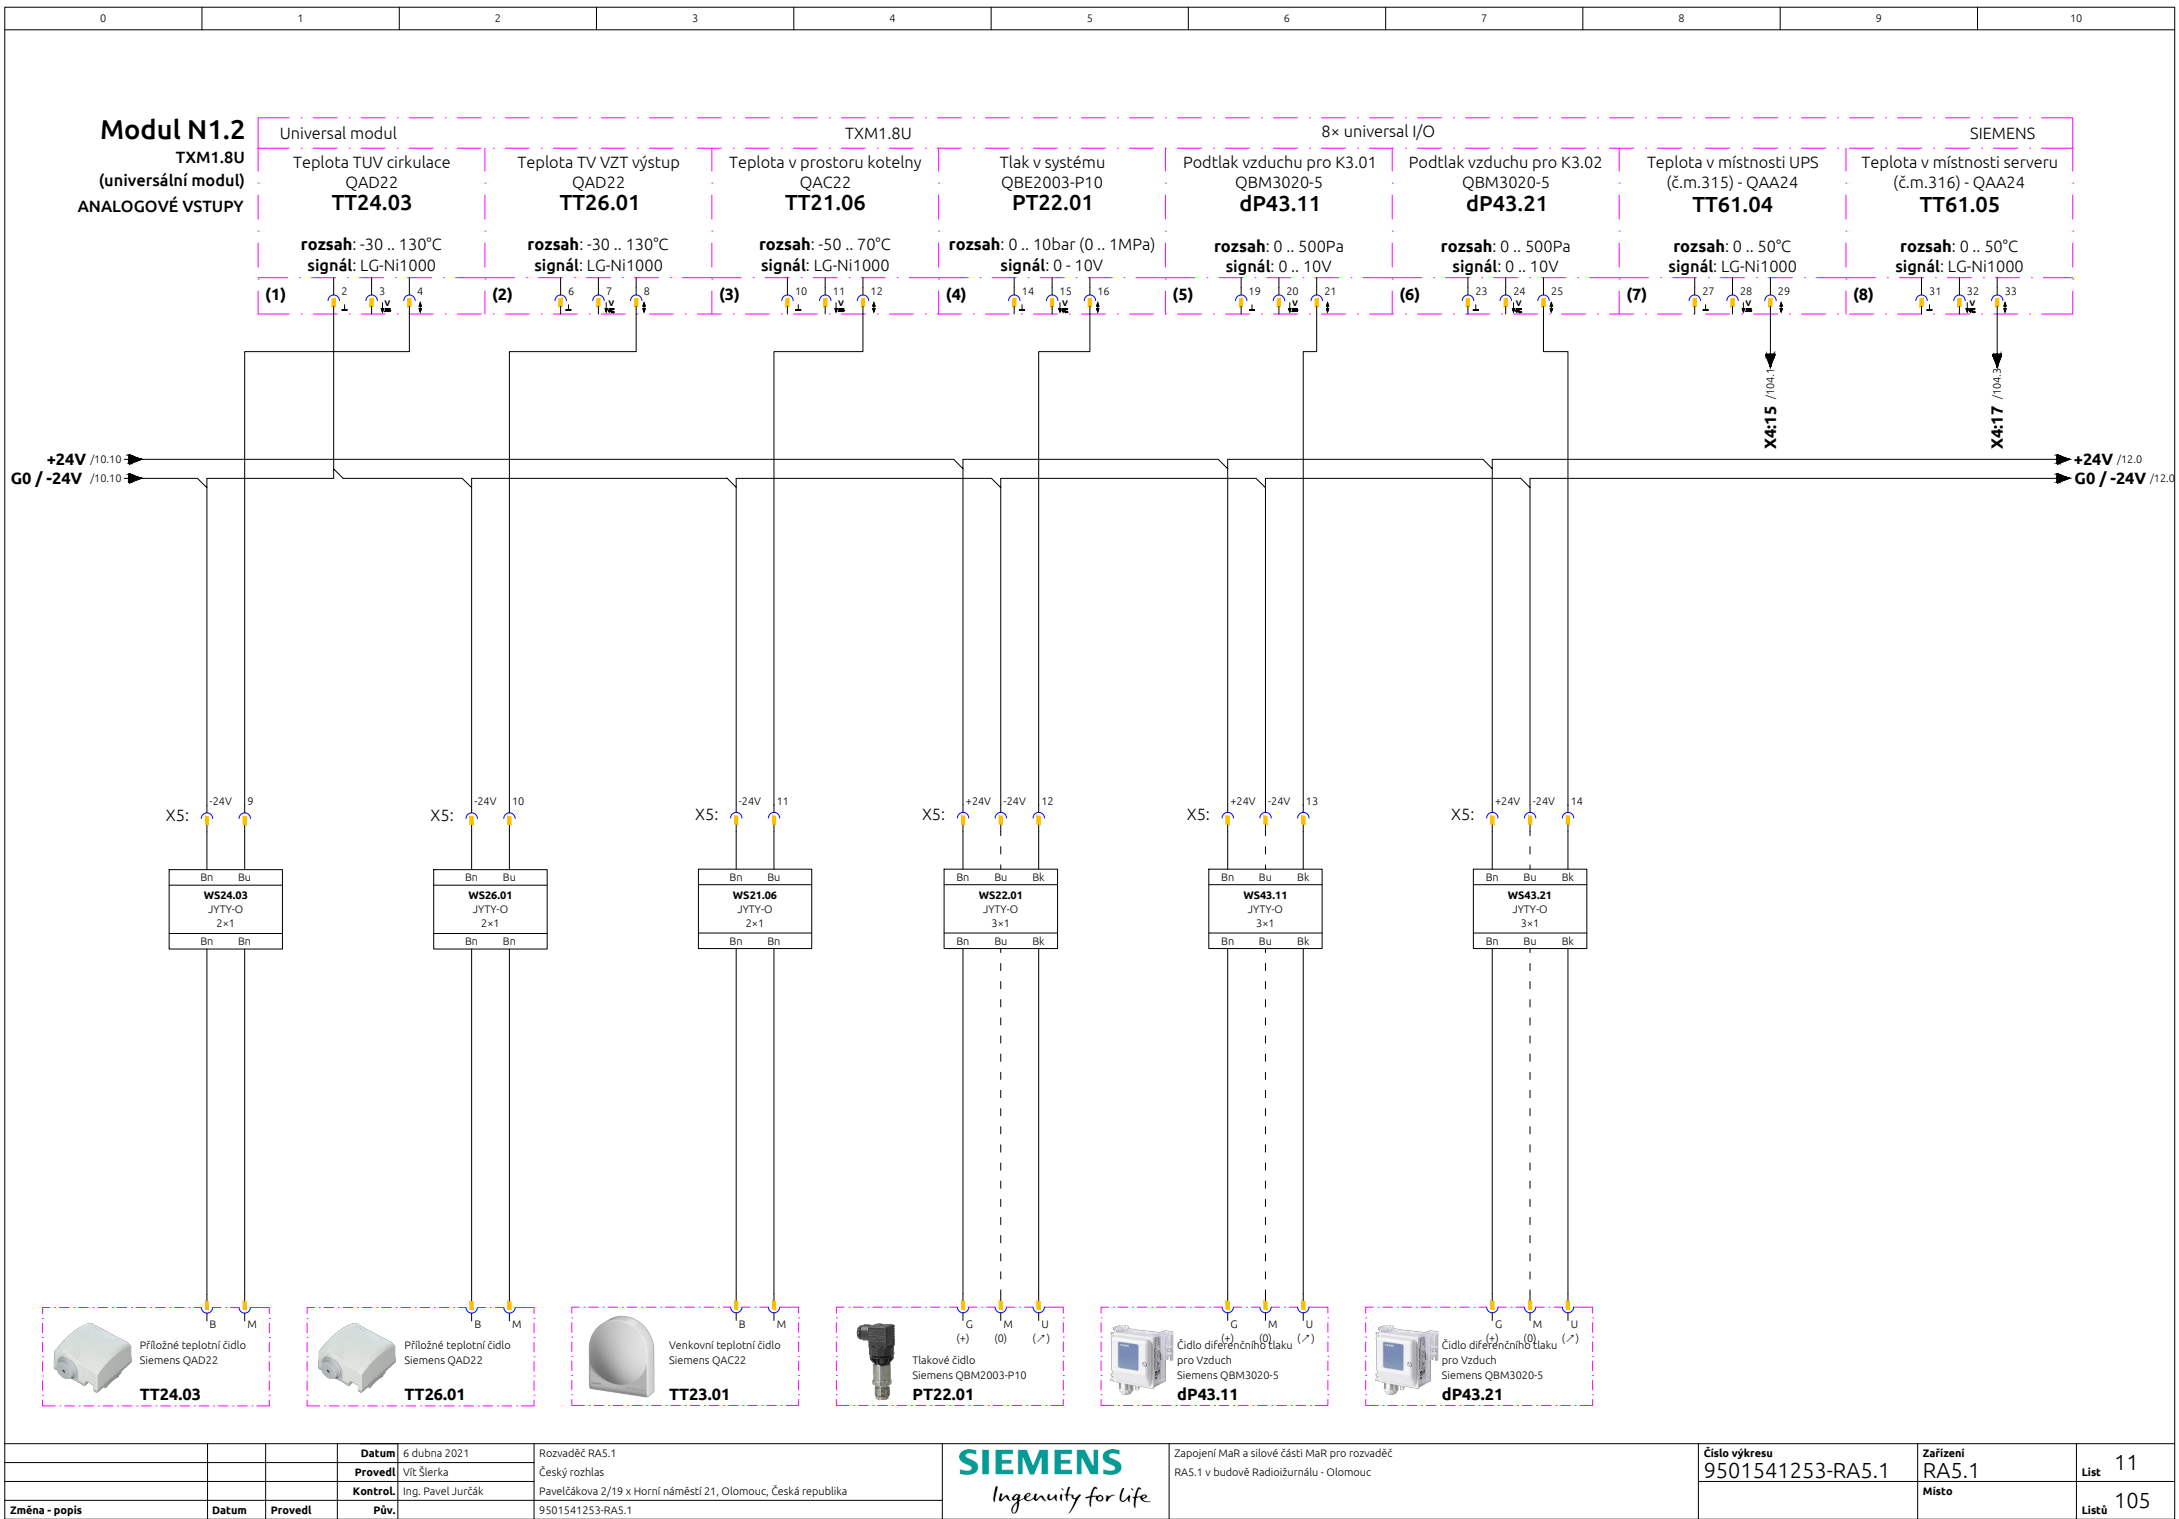 0 1 2 3 4 5 6 7 8 9 10
Modul N1.2
TXM1.8U
(universální modul)
ANALOGOVÉ VSTUPY
Universal modul TXM1.8U 8× universal I/O SIEMENS
Teplota TUV cirkulace
QAD22
TT24.03
rozsah: -30 .. 130°C
signál: LG-Ni1000
(1) 2 3 4
Teplota TV VZT výstup
QAD22
TT26.01
rozsah: -30 .. 130°C
signál: LG-Ni1000
(2) 6 7 8
Teplota v prostoru kotelny
QAC22
TT21.06
rozsah: -50 .. 70°C
signál: LG-Ni1000
(3) 10 11 12
Tlak v systému
QBE2003-P10
PT22.01
rozsah: 0 .. 10bar (0 .. 1MPa)
signál: 0 - 10V
(4) 14 15 16
Podtlak vzduchu pro K3.01
QBM3020-5
dP43.11
rozsah: 0 .. 500Pa
signál: 0 .. 10V
(5) 19 20 21
Podtlak vzduchu pro K3.02
QBM3020-5
dP43.21
rozsah: 0 .. 500Pa
signál: 0 .. 10V
(6) 23 24 25
Teplota v místnosti UPS
(č.m.315) - QAA24
TT61.04
rozsah: 0 .. 50°C
signál: LG-Ni1000
(7) 27 28 29
Teplota v místnosti serveru
(č.m.316) - QAA24
TT61.05
rozsah: 0 .. 50°C
signál: LG-Ni1000
(8) 31 32 33
X4:15 /104.1
X4:17 /104.3
+24V /10.10
G0 / -24V /10.10
+24V /12.0
G0 / -24V /12.0
X5: -24V 9
X5: -24V 10
X5: -24V 11
X5: +24V -24V 12
X5: +24V -24V 13
X5: +24V -24V 14
Bn Bu
WS24.03
JYTY-O
2×1
Bn Bn
Bn Bu
WS26.01
JYTY-O
2×1
Bn Bn
Bn Bu
WS21.06
JYTY-O
2×1
Bn Bn
Bn Bu Bk
WS22.01
JYTY-O
3×1
Bn Bu Bk
Bn Bu Bk
WS43.11
JYTY-O
3×1
Bn Bu Bk
Bn Bu Bk
WS43.21
JYTY-O
3×1
Bn Bu Bk
B M
Příložné teplotní čidlo
Siemens QAD22
TT24.03
B M
Příložné teplotní čidlo
Siemens QAD22
TT26.01
B M
Venkovní teplotní čidlo
Siemens QAC22
TT23.01
G M U
(+) (0) (↗)
Tlakové čidlo
Siemens QBM2003-P10
PT22.01
G M U
(+) (0) (↗)
Čidlo diferenčního tlaku
pro Vzduch
Siemens QBM3020-5
dP43.11
G M U
(+) (0) (↗)
Čidlo diferenčního tlaku
pro Vzduch
Siemens QBM3020-5
dP43.21
Změna - popis Datum Provedl
Datum 6 dubna 2021
Provedl Vít Šlerka
Kontrol. Ing. Pavel Jurčák
Pův.
Rozvaděč RA5.1
Český rozhlas
Pavelčákova 2/19 x Horní náměstí 21, Olomouc, Česká republika
9501541253-RA5.1
SIEMENS
Ingenuity for life
Zapojení MaR a silové části MaR pro rozvaděč
RA5.1 v budově Radioižurnálu - Olomouc
Číslo výkresu
9501541253-RA5.1
Zařízení
RA5.1
Místo
List 11
Listů 105